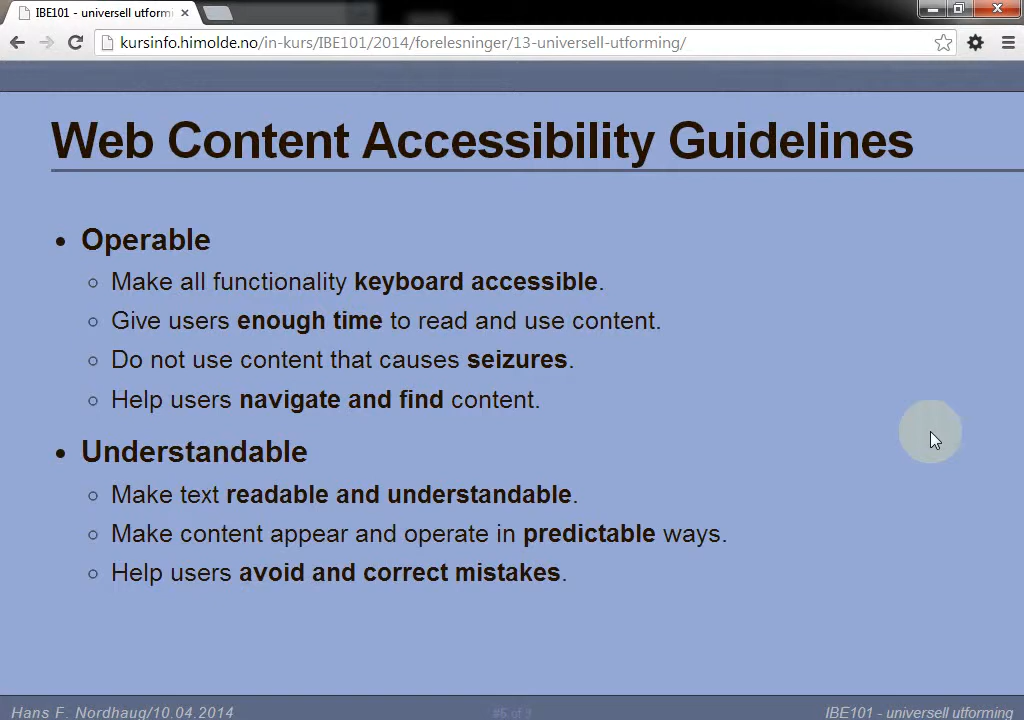 IBE101 - universell utformi
kursinfo.himolde.no/in-kurs/IBE101/2014/forelesninger/13-universell-utforming/
Web Content Accessibility Guidelines
Operable
Make all functionality keyboard accessible.
Give users enough time to read and use content.
Do not use content that causes seizures.
Help users navigate and find content.
Understandable
Make text readable and understandable.
Make content appear and operate in predictable ways.
Help users avoid and correct mistakes.
Hans F. Nordhaug/10.04.2014
IBE101 - universell utforming